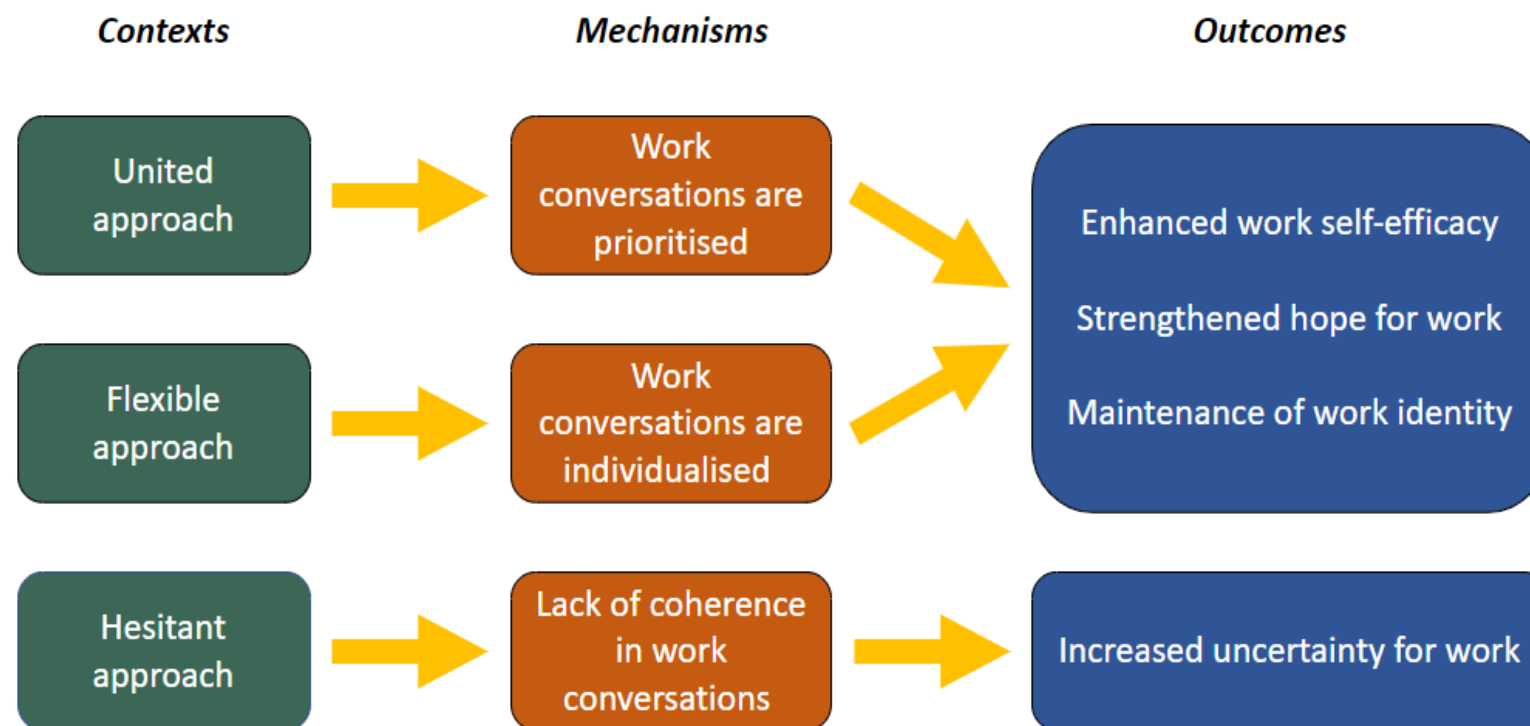 Contexts
Mechanisms
Outcomes
United
approach
Work
conversations are
prioritised
Enhanced work self-efficacy
Strengthened hope for work
Maintenance of work identity
Flexible
approach
Work
conversations are
individualised
Hesitant
approach
Lack of coherence
in work
conversations
Increased uncertainty for work